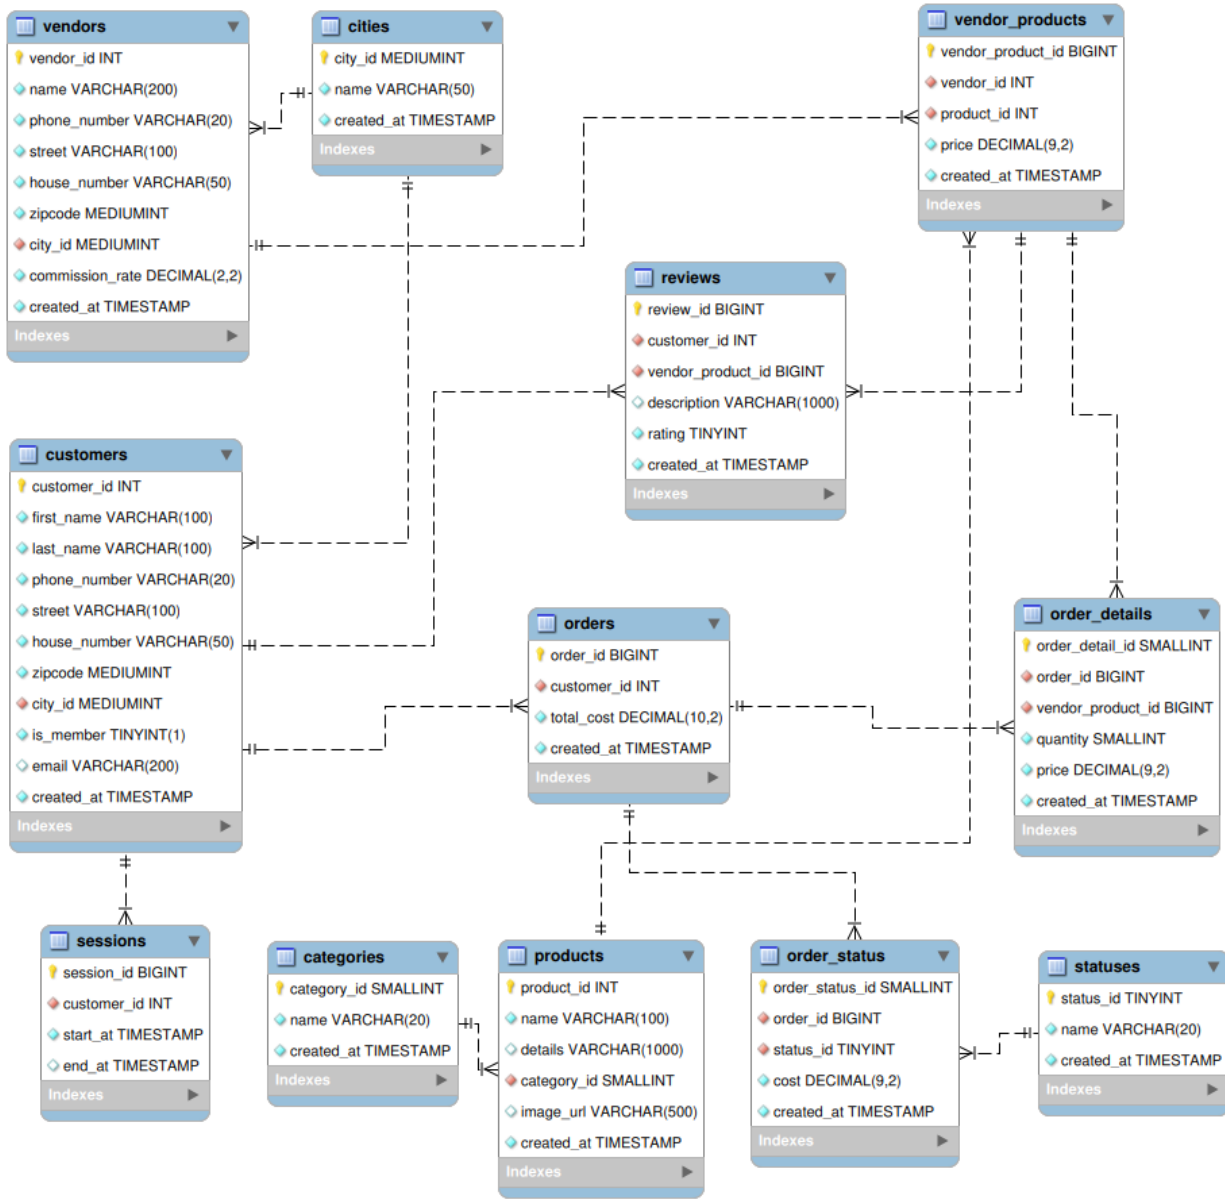 vendors
vendor_id INT
name VARCHAR(200)
phone_number VARCHAR(20)
street VARCHAR(100)
house_number VARCHAR(50)
zipcode MEDIUMINT
city_id MEDIUMINT
commission_rate DECIMAL(2,2)
created_at TIMESTAMP
Indexes
cities
city_id MEDIUMINT
name VARCHAR(50)
created_at TIMESTAMP
Indexes
vendor_products
vendor_product_id BIGINT
vendor_id INT
product_id INT
price DECIMAL(9,2)
created_at TIMESTAMP
Indexes
reviews
review_id BIGINT
customer_id INT
vendor_product_id BIGINT
description VARCHAR(1000)
rating TINYINT
created_at TIMESTAMP
Indexes
customers
customer_id INT
first_name VARCHAR(100)
last_name VARCHAR(100)
phone_number VARCHAR(20)
street VARCHAR(100)
house_number VARCHAR(50)
zipcode MEDIUMINT
city_id MEDIUMINT
is_member TINYINT(1)
email VARCHAR(200)
created_at TIMESTAMP
Indexes
orders
order_id BIGINT
customer_id INT
total_cost DECIMAL(10,2)
created_at TIMESTAMP
Indexes
order_details
order_detail_id SMALLINT
order_id BIGINT
vendor_product_id BIGINT
quantity SMALLINT
price DECIMAL(9,2)
created_at TIMESTAMP
Indexes
sessions
session_id BIGINT
customer_id INT
start_at TIMESTAMP
end_at TIMESTAMP
Indexes
categories
category_id SMALLINT
name VARCHAR(20)
created_at TIMESTAMP
Indexes
products
product_id INT
name VARCHAR(100)
details VARCHAR(1000)
category_id SMALLINT
image_url VARCHAR(500)
created_at TIMESTAMP
Indexes
order_status
order_status_id SMALLINT
order_id BIGINT
status_id TINYINT
cost DECIMAL(9,2)
created_at TIMESTAMP
Indexes
statuses
status_id TINYINT
name VARCHAR(20)
created_at TIMESTAMP
Indexes